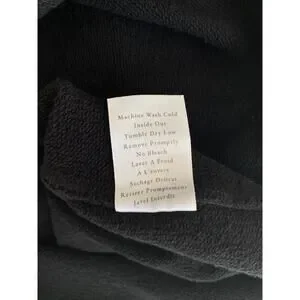 Machine Wash Cold
Inside Out
Tumble Dry Low
Remove Promptly
No Bleach
Laver A Froid
A L'envers
Sechage Delicat
Retirer Promptement
Javel Interdit